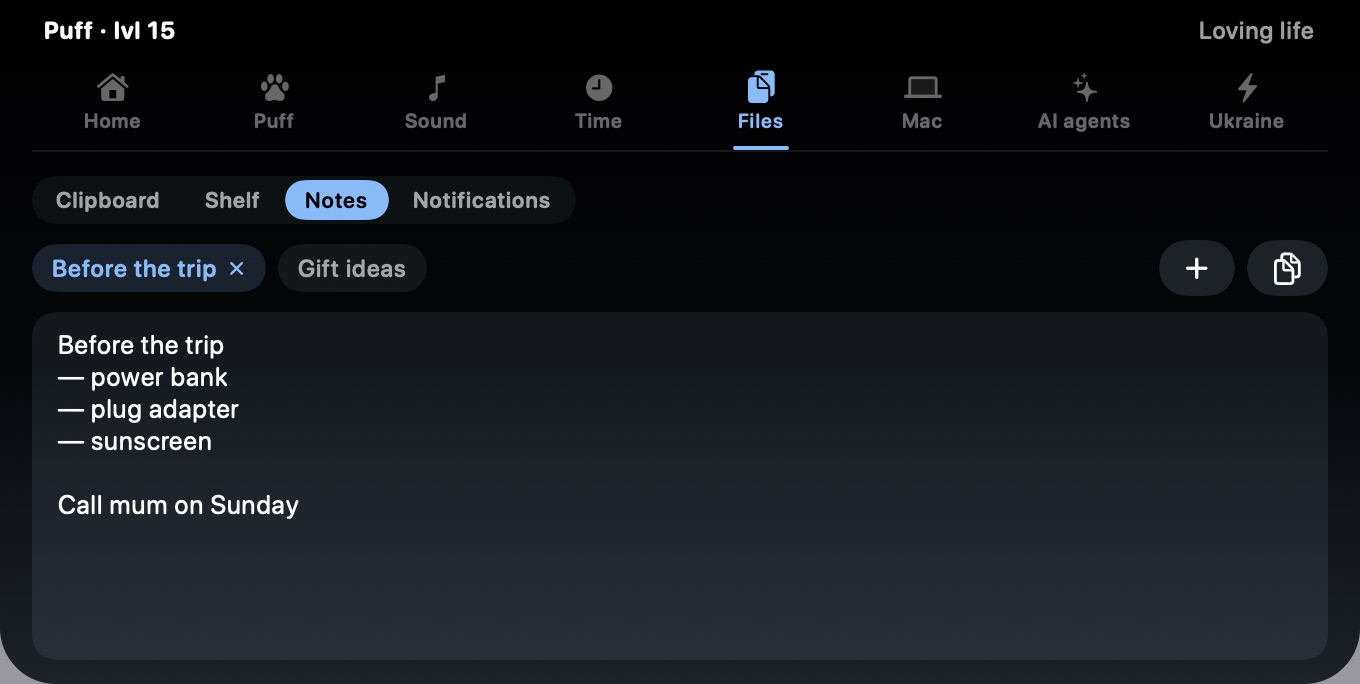 Puff · lvl 15
Loving life
Home
Puff
Sound
Time
Files
Mac
AI agents
Ukraine
Clipboard
Shelf
Notes
Notifications
Before the trip ×
Gift ideas
+
Before the trip
— power bank
— plug adapter
— sunscreen
Call mum on Sunday